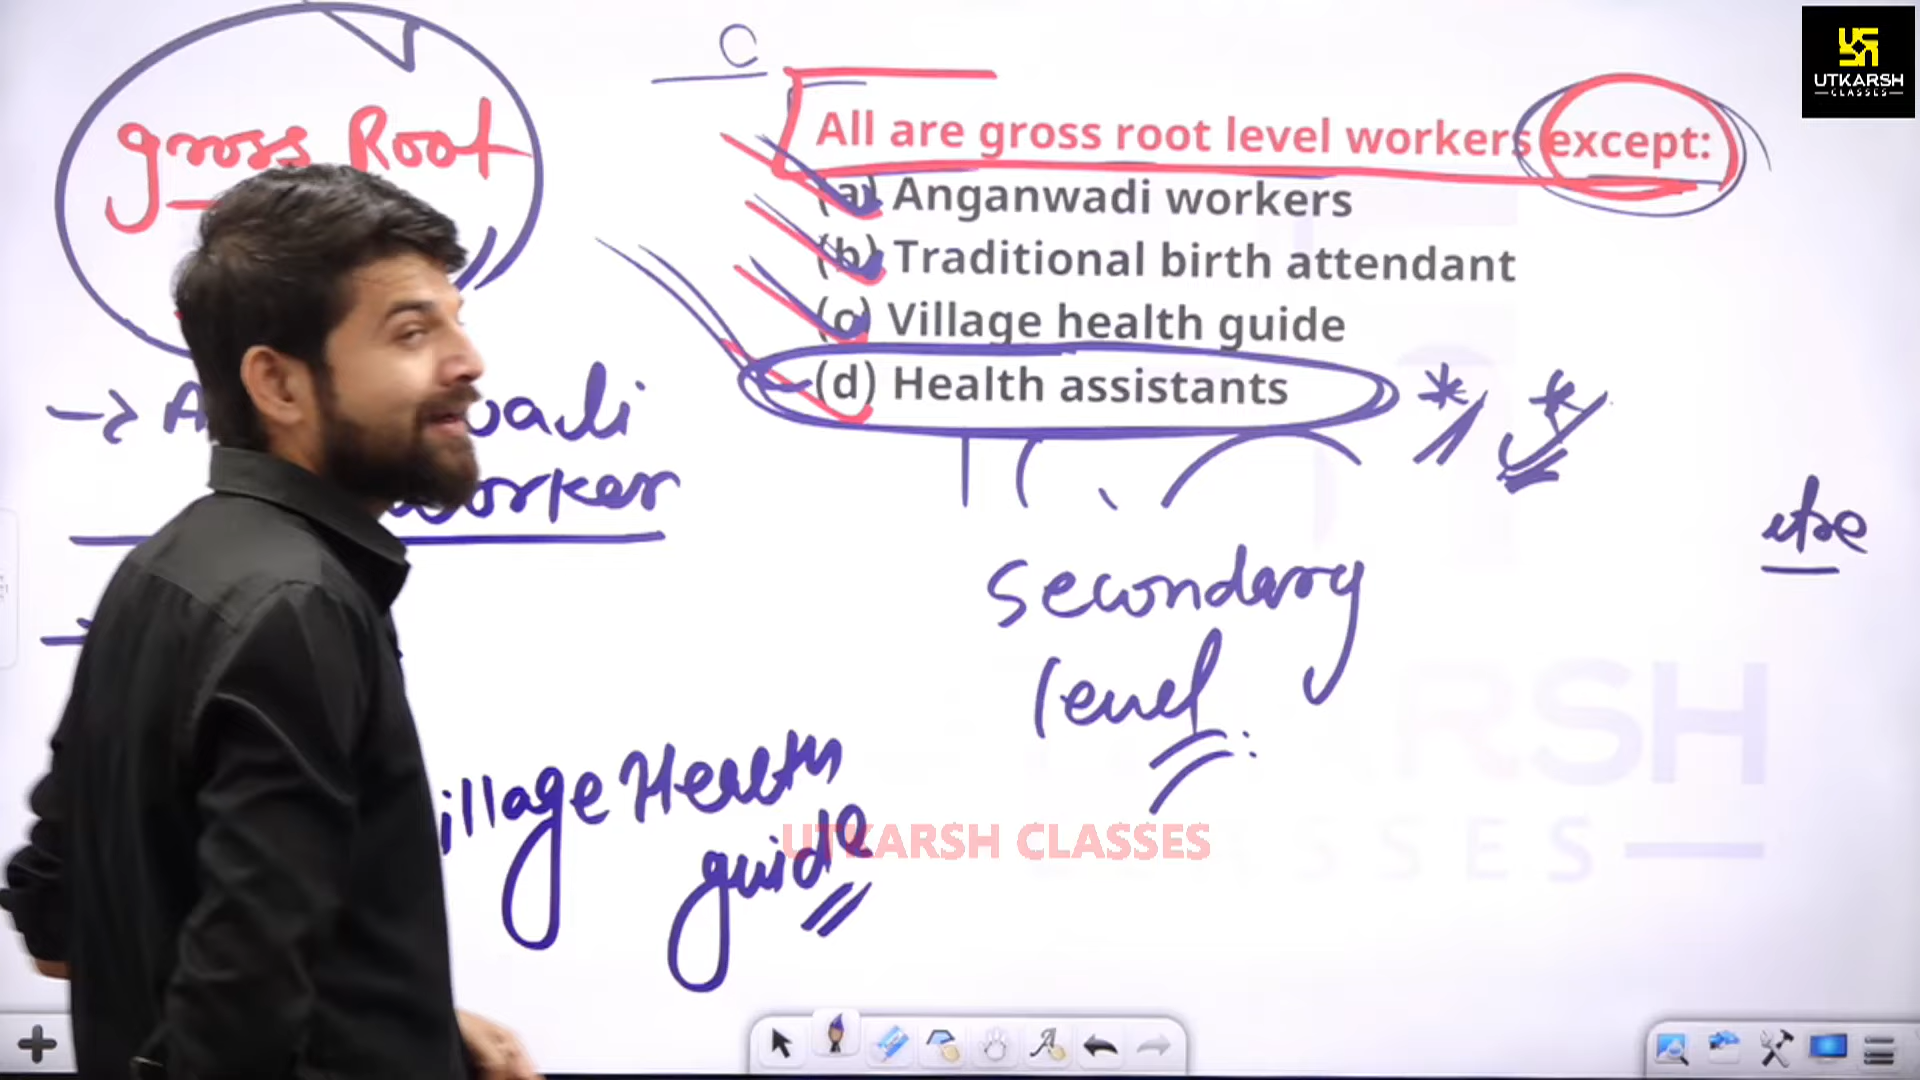 C
UTKARSH
CLASSES
All are gross root level workers except:
(a) Anganwadi workers
(b) Traditional birth attendant
(c) Village health guide
(d) Health assistants
gross Root
worker
secondary
level
illage Health
guide
UTKARSH CLASSES